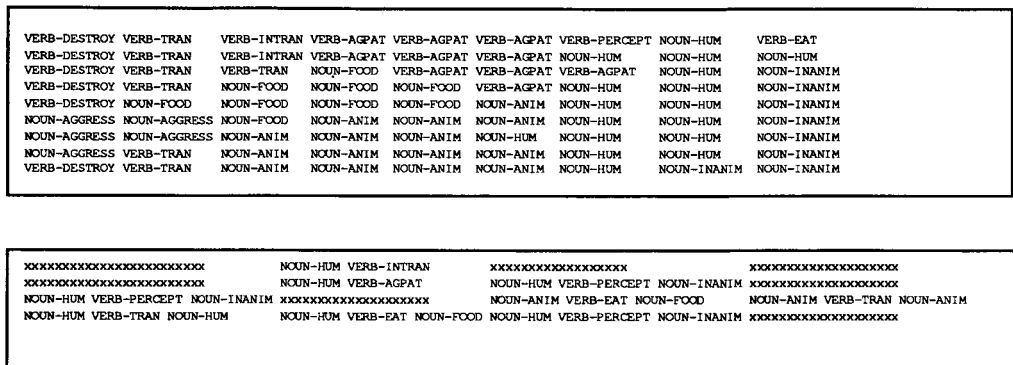 VERB-DESTROY VERB-TRAN VERB-INTRAN VERB-AGPAT VERB-AGPAT VERB-AGPAT VERB-PERCEPT NOUN-HUM VERB-EAT
VERB-DESTROY VERB-TRAN VERB-INTRAN VERB-AGPAT VERB-AGPAT VERB-AGPAT NOUN-HUM NOUN-HUM NOUN-HUM
VERB-DESTROY VERB-TRAN VERB-TRAN NOUN-FOOD VERB-AGPAT VERB-AGPAT VERB-AGPAT NOUN-HUM NOUN-INANIM
VERB-DESTROY VERB-TRAN NOUN-FOOD NOUN-FOOD NOUN-FOOD VERB-AGPAT NOUN-HUM NOUN-HUM NOUN-INANIM
VERB-DESTROY NOUN-FOOD NOUN-FOOD NOUN-FOOD NOUN-FOOD NOUN-ANIM NOUN-HUM NOUN-HUM NOUN-INANIM
NOUN-AGGRESS NOUN-AGGRESS NOUN-FOOD NOUN-ANIM NOUN-ANIM NOUN-ANIM NOUN-HUM NOUN-HUM NOUN-INANIM
NOUN-AGGRESS NOUN-AGGRESS NOUN-ANIM NOUN-ANIM NOUN-ANIM NOUN-HUM NOUN-HUM NOUN-HUM NOUN-INANIM
NOUN-AGGRESS VERB-TRAN NOUN-ANIM NOUN-ANIM NOUN-ANIM NOUN-ANIM NOUN-HUM NOUN-HUM NOUN-INANIM
VERB-DESTROY VERB-TRAN NOUN-ANIM NOUN-ANIM NOUN-ANIM NOUN-ANIM NOUN-HUM NOUN-INANIM NOUN-INANIM
xxxxxxxxxxxxxxxxxxxxxxxxx NOUN-HUM VERB-INTRAN xxxxxxxxxxxxxxxxxxx xxxxxxxxxxxxxxxxxxxx
xxxxxxxxxxxxxxxxxxxxxxxxx NOUN-HUM VERB-AGPAT NOUN-HUM VERB-PERCEPT NOUN-INANIM xxxxxxxxxxxxxxxxxxxx
NOUN-HUM VERB-PERCEPT NOUN-INANIM xxxxxxxxxxxxxxxxxxxx NOUN-ANIM VERB-EAT NOUN-FOOD NOUN-ANIM VERB-TRAN NOUN-ANIM
NOUN-HUM VERB-TRAN NOUN-HUM NOUN-HUM VERB-EAT NOUN-FOOD NOUN-HUM VERB-PERCEPT NOUN-INANIM xxxxxxxxxxxxxxxxxxxx